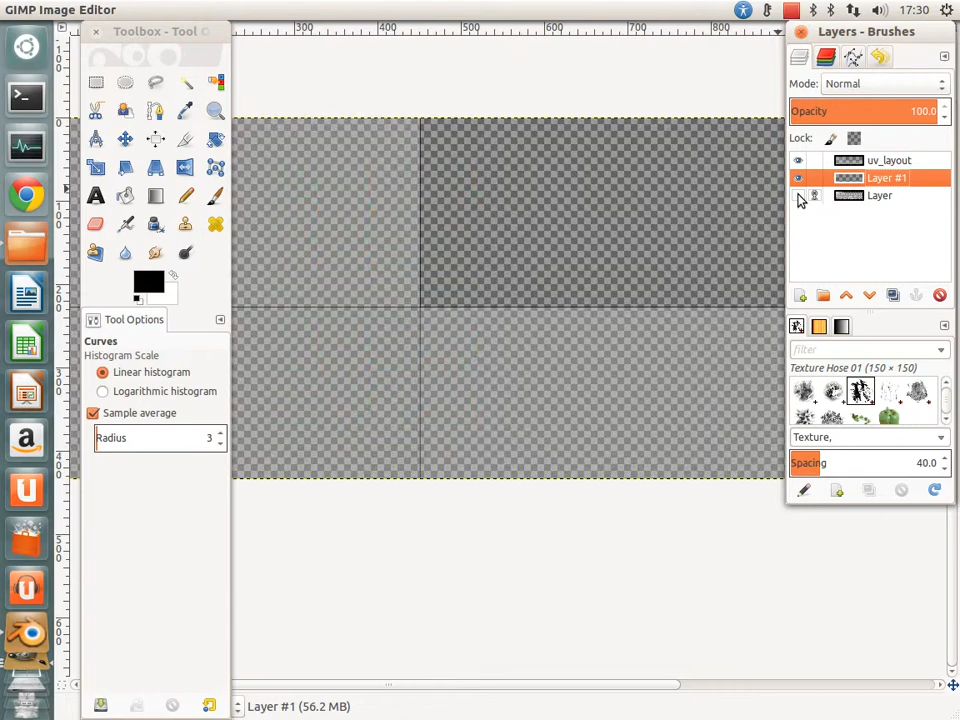 GIMP Image Editor
17:30
Toolbox - Tool O
300
400
500
600
700
800
Layers - Brushes
Mode: Normal
Opacity 100.0
Lock:
uv_layout
Layer #1
Layer
Tool Options
Curves
Histogram Scale
Linear histogram
Logarithmic histogram
Sample average
Radius 3
filter
Texture Hose 01 (150 × 150)
Texture,
Spacing 40.0
Layer #1 (56.2 MB)